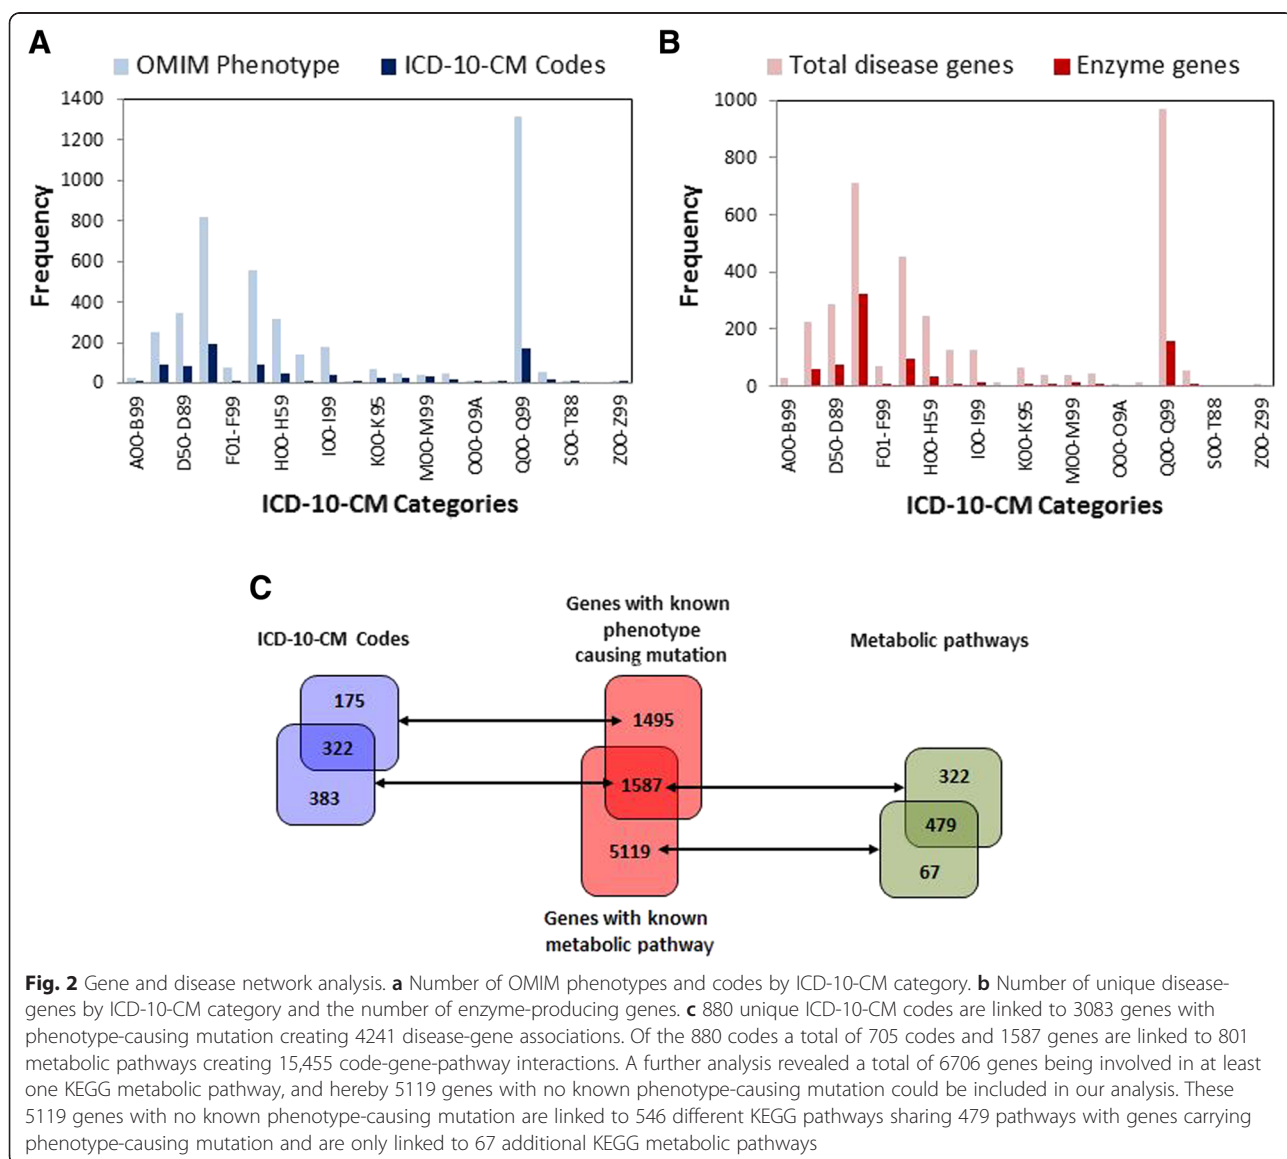 A
OMIM Phenotype
ICD-10-CM Codes
1400
1200
1000
800
600
400
200
0
Frequency
A00-B99
D50-D89
F01-F99
H00-H59
I00-I99
K00-K95
M00-M99
O00-O9A
Q00-Q99
S00-T88
Z00-Z99
ICD-10-CM Categories
B
Total disease genes
Enzyme genes
1000
800
600
400
200
0
Frequency
A00-B99
D50-D89
F01-F99
H00-H59
I00-I99
K00-K95
M00-M99
O00-O9A
Q00-Q99
S00-T88
Z00-Z99
ICD-10-CM Categories
C
ICD-10-CM Codes
Genes with known
phenotype
causing mutation
Metabolic pathways
175
322
383
1495
1587
5119
322
479
67
Genes with known
metabolic pathway
Fig. 2 Gene and disease network analysis. a Number of OMIM phenotypes and codes by ICD-10-CM category. b Number of unique disease-
genes by ICD-10-CM category and the number of enzyme-producing genes. c 880 unique ICD-10-CM codes are linked to 3083 genes with
phenotype-causing mutation creating 4241 disease-gene associations. Of the 880 codes a total of 705 codes and 1587 genes are linked to 801
metabolic pathways creating 15,455 code-gene-pathway interactions. A further analysis revealed a total of 6706 genes being involved in at least
one KEGG metabolic pathway, and hereby 5119 genes with no known phenotype-causing mutation could be included in our analysis. These
5119 genes with no known phenotype-causing mutation are linked to 546 different KEGG pathways sharing 479 pathways with genes carrying
phenotype-causing mutation and are only linked to 67 additional KEGG metabolic pathways